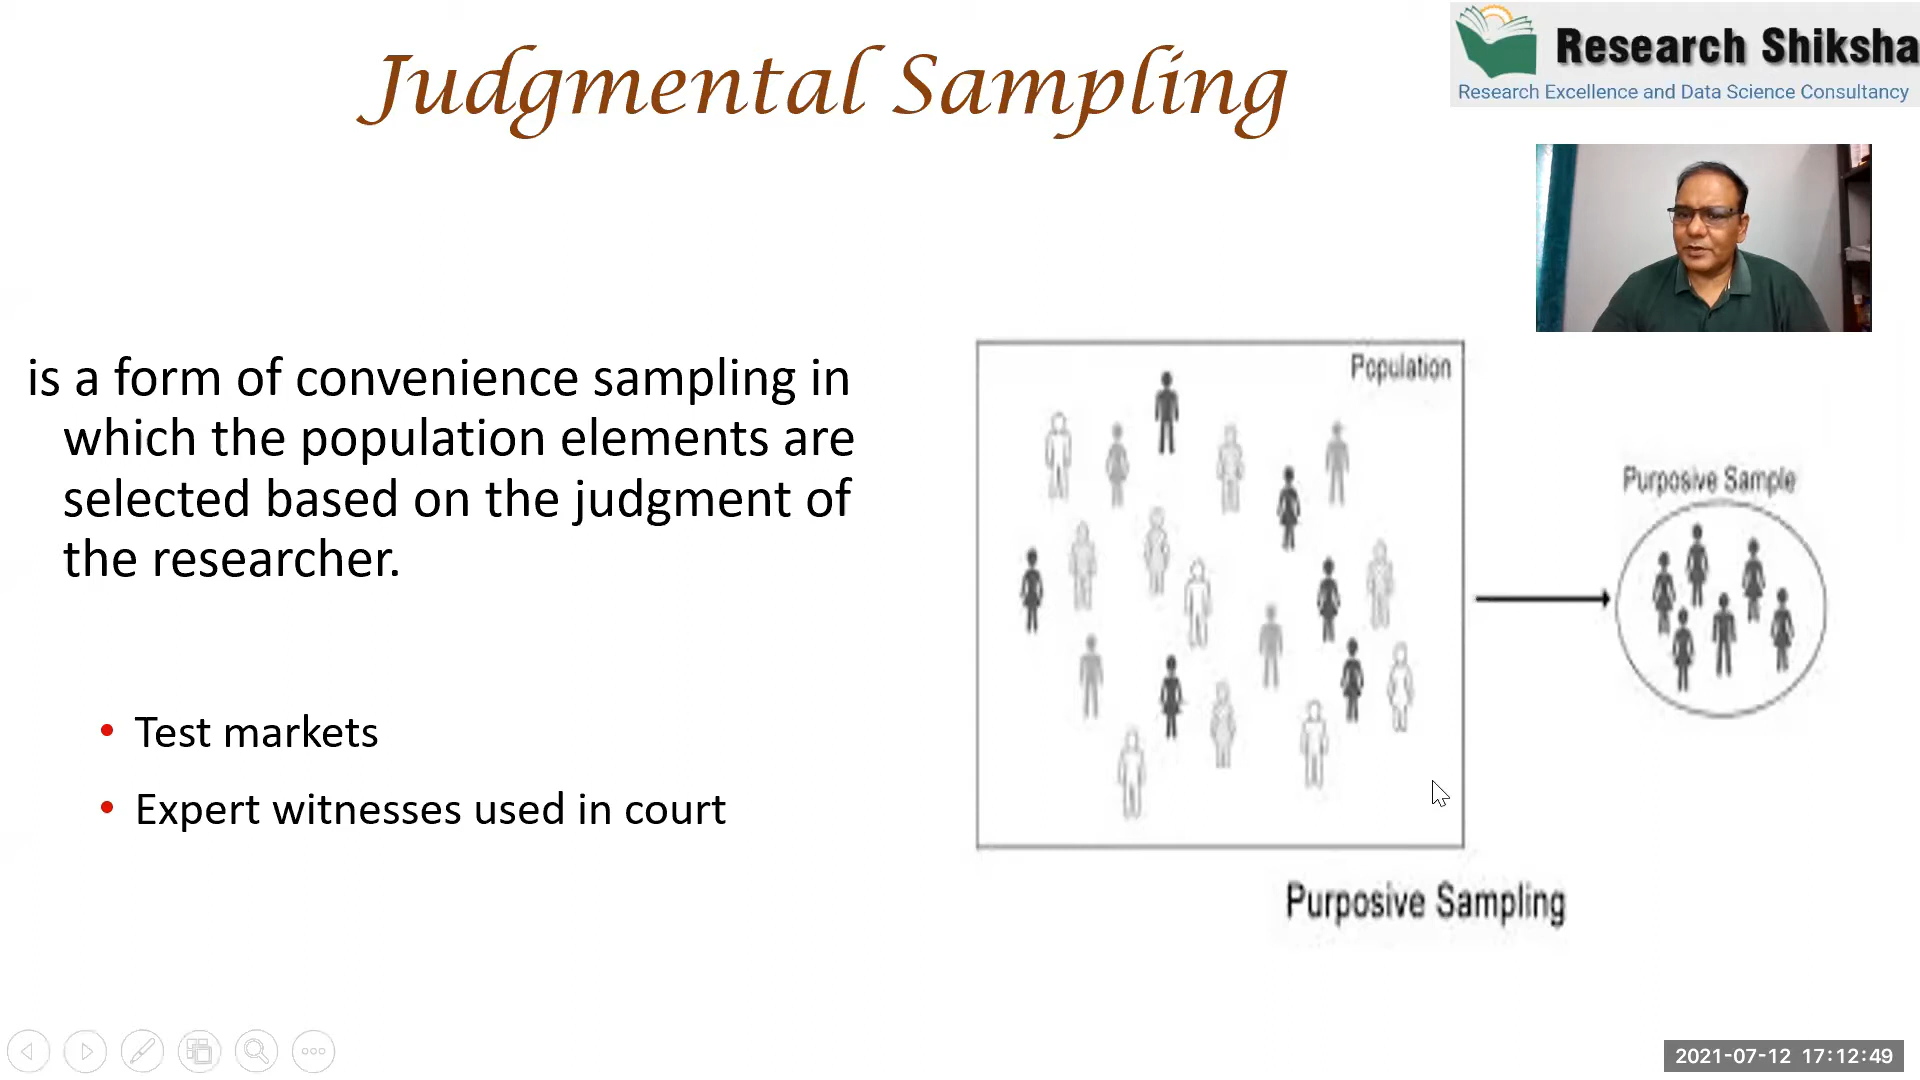 Judgmental Sampling
Research Shiksha
Research Excellence and Data Science Consultancy
is a form of convenience sampling in
which the population elements are
selected based on the judgment of
the researcher.
• Test markets
• Expert witnesses used in court
Population
Purposive Sample
Purposive Sampling
2021-07-12 17:12:49